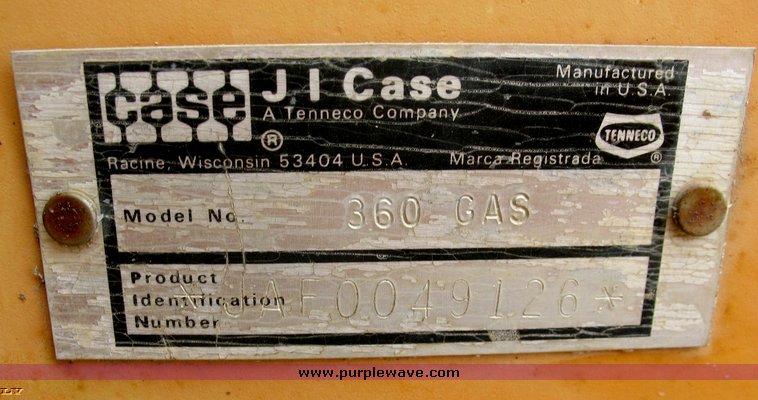 case
J I Case
A Tenneco Company
®
Manufactured
in U.S.A.
TENNECO
®
Racine, Wisconsin 53404 U.S.A.
Marca Registrada
Model No. 360 GAS
Product
Identification
Number
*JAF0049126*
www.purplewave.com